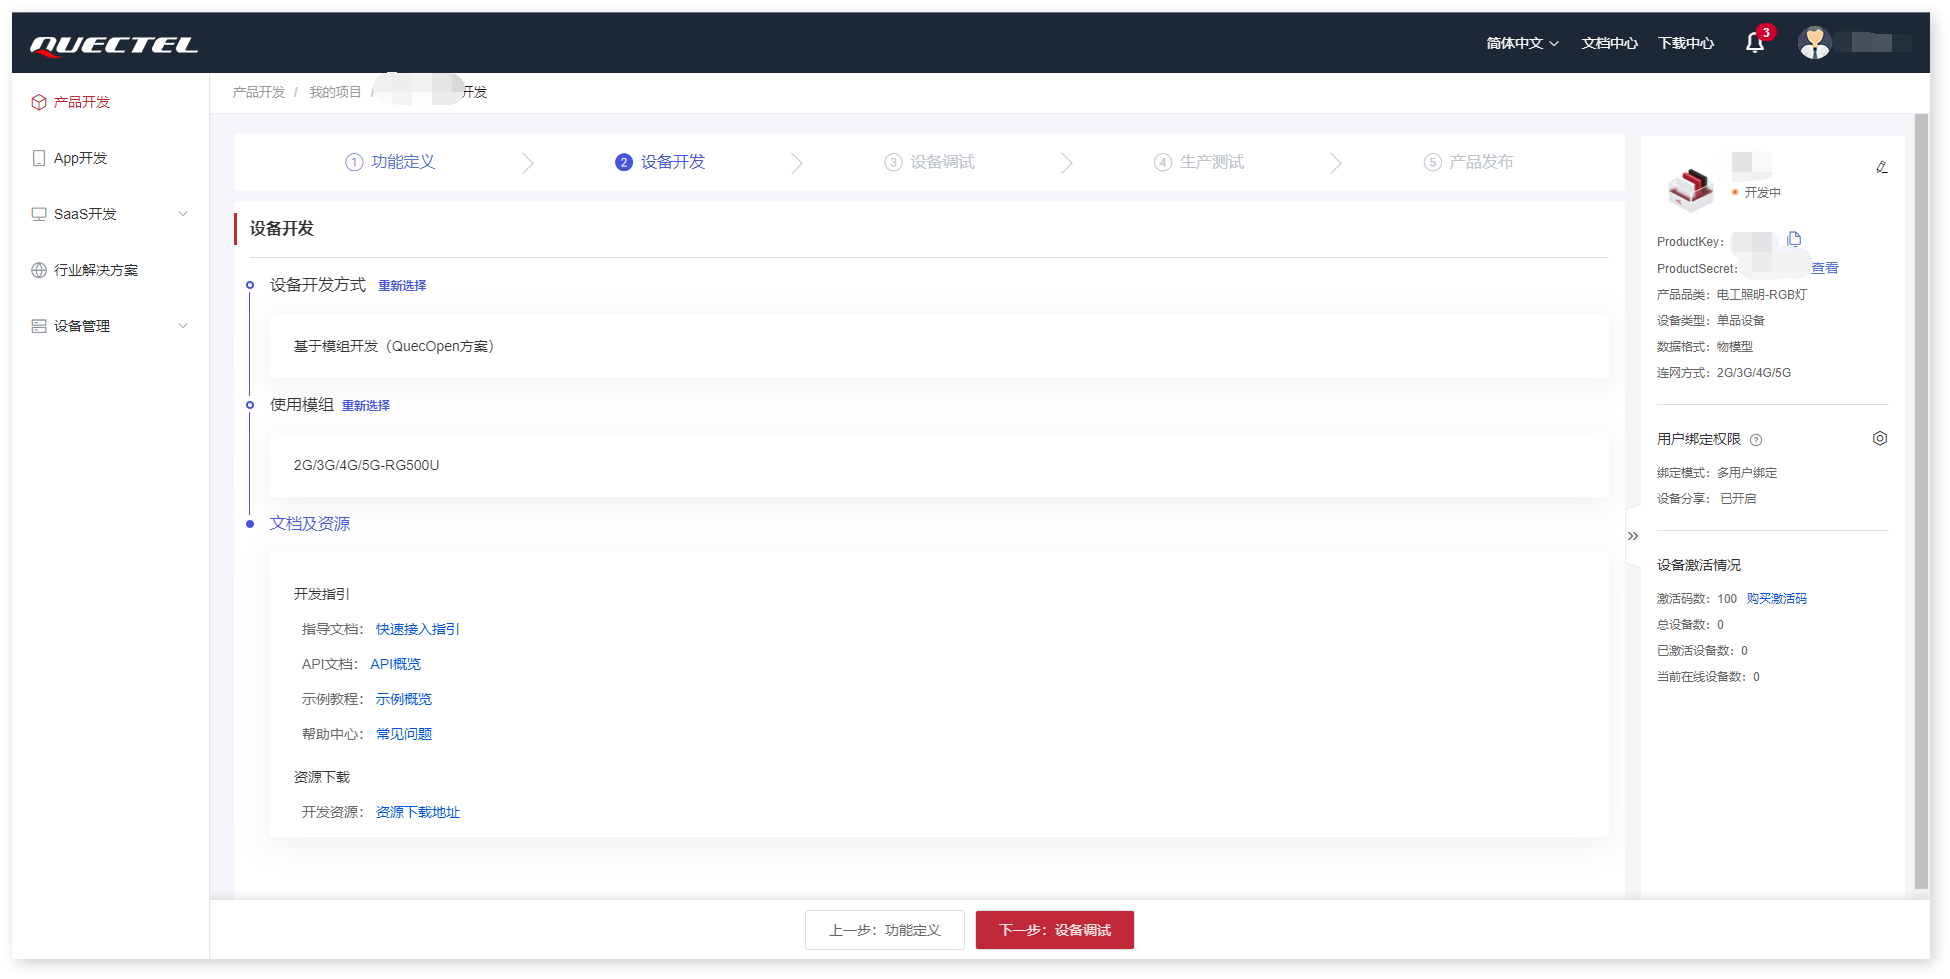 QUECTEL
简体中文
文档中心
下载中心
3
产品开发
App开发
SaaS开发
行业解决方案
设备管理
产品开发 / 我的项目 / 开发
1 功能定义
2 设备开发
3 设备调试
4 生产测试
5 产品发布
设备开发
设备开发方式 重新选择
基于模组开发（QuecOpen方案）
使用模组 重新选择
2G/3G/4G/5G-RG500U
文档及资源
开发指引
指导文档： 快速接入指引
API文档： API概览
示例教程： 示例概览
帮助中心： 常见问题
资源下载
开发资源： 资源下载地址
上一步：功能定义
下一步：设备调试
开发中
ProductKey：
ProductSecret: 查看
产品品类：电工照明-RGB灯
设备类型：单品设备
数据格式：物模型
连网方式：2G/3G/4G/5G
用户绑定权限
绑定模式：多用户绑定
设备分享： 已开启
设备激活情况
激活码数：100 购买激活码
总设备数：0
已激活设备数：0
当前在线设备数：0